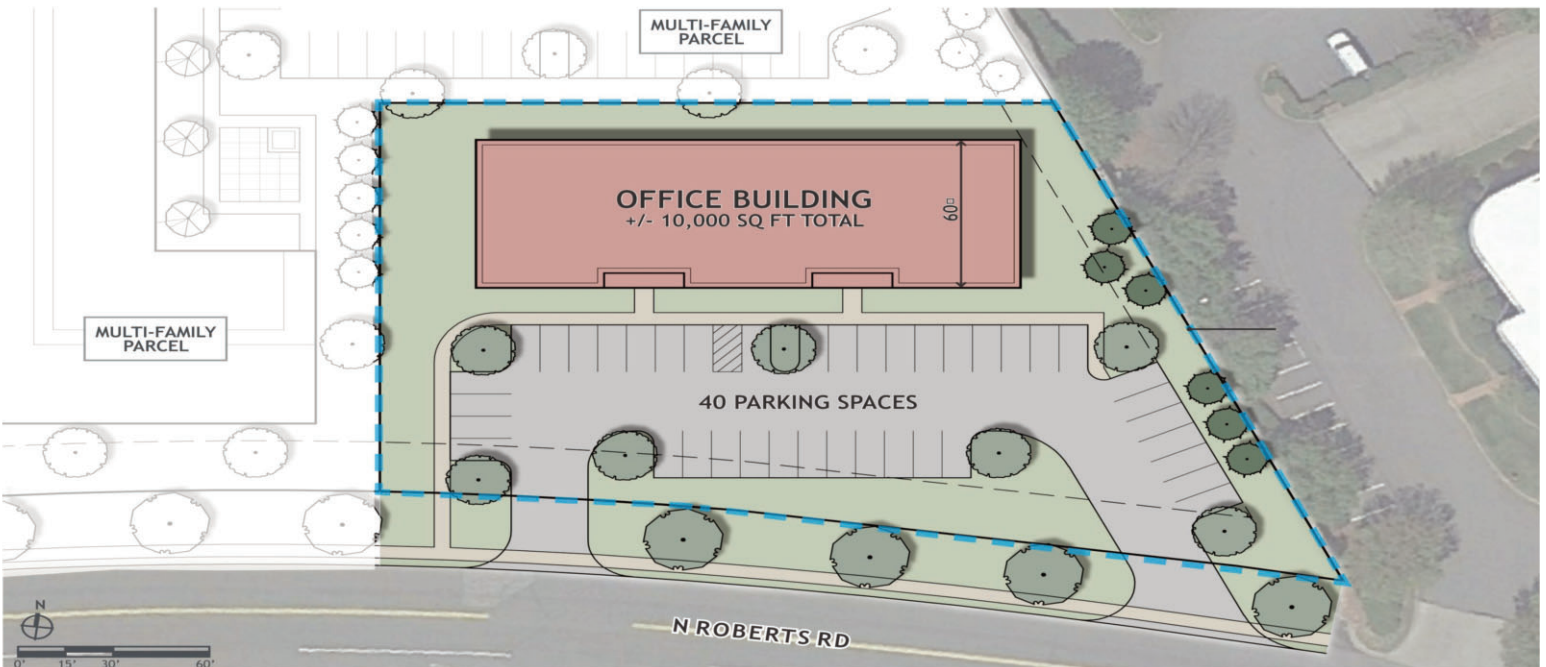 MULTI-FAMILY
PARCEL
OFFICE BUILDING
+/- 10,000 SQ FT TOTAL
60
MULTI-FAMILY
PARCEL
40 PARKING SPACES
N ROBERTS RD
N
0' 15' 30' 60'